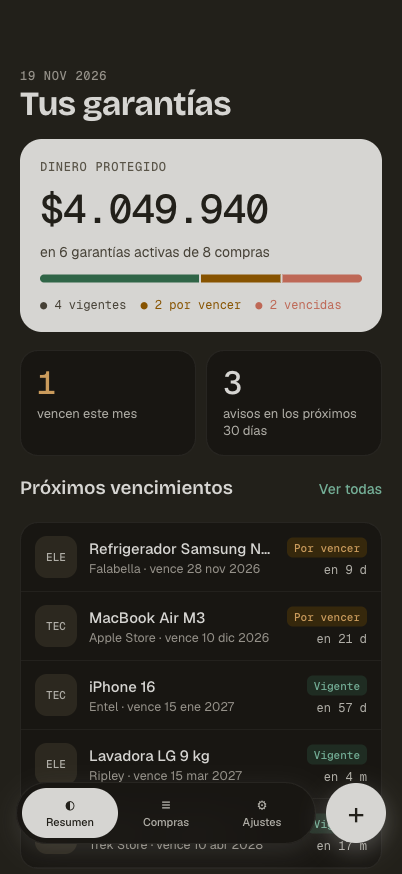 19 NOV 2026
Tus garantías
DINERO PROTEGIDO
$4.049.940
en 6 garantías activas de 8 compras
4 vigentes
2 por vencer
2 vencidas
1
vencen este mes
3
avisos en los próximos
30 días
Próximos vencimientos
Ver todas
ELE
Refrigerador Samsung N…
Por vencer
Falabella · vence 28 nov 2026
en 9 d
TEC
MacBook Air M3
Por vencer
Apple Store · vence 10 dic 2026
en 21 d
TEC
iPhone 16
Vigente
Entel · vence 15 ene 2027
en 57 d
ELE
Lavadora LG 9 kg
Vigente
Ripley · vence 15 mar 2027
en 4 m
Trek Store · vence 10 abr 2028
en 17 m
Resumen
Compras
Ajustes
+